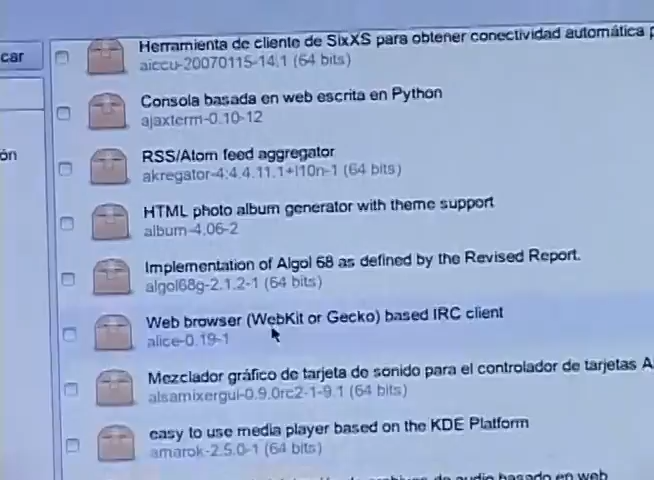 Herramienta de cliente de SixXS para obtener conectividad automática p
car
aiccu-20070115-14.1 (64 bits)
Consola basada en web escrita en Python
ajaxterm-0.10-12
ón
RSS/Atom feed aggregator
akregator-4:4.4.11.1+l10n-1 (64 bits)
HTML photo album generator with theme support
album-4.06-2
Implementation of Algol 68 as defined by the Revised Report.
algol68g-2.1.2-1 (64 bits)
Web browser (WebKit or Gecko) based IRC client
alice-0.19-1
Mezclador gráfico de tarjeta de sonido para el controlador de tarjetas A
alsamixergui-0.9.0rc2-1-9.1 (64 bits)
easy to use media player based on the KDE Platform
amarok-2.5.0-1 (64 bits)
de audio basado en web